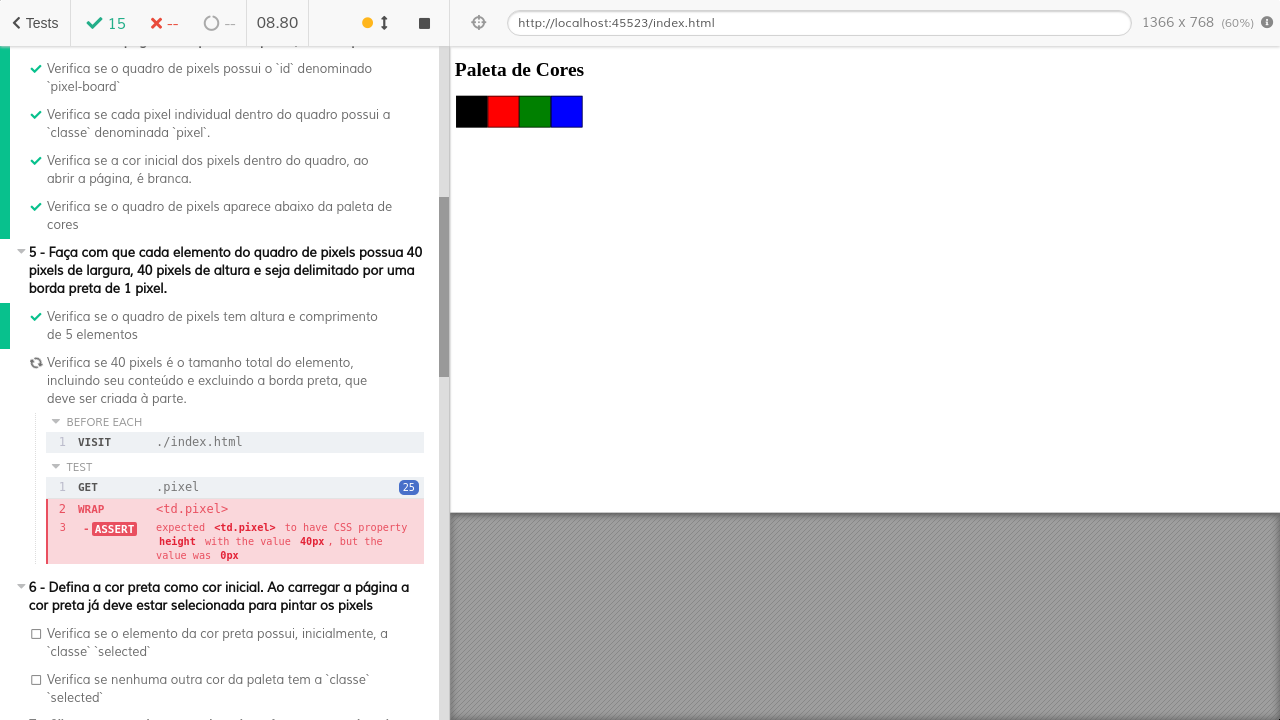 Tests
15
--
--
08.80
http://localhost:45523/index.html
1366 x 768 (60%)
Verifica se o quadro de pixels possui o `id` denominado
`pixel-board`
Verifica se cada pixel individual dentro do quadro possui a
`classe` denominada `pixel`.
Verifica se a cor inicial dos pixels dentro do quadro, ao
abrir a página, é branca.
Verifica se o quadro de pixels aparece abaixo da paleta de
cores
5 - Faça com que cada elemento do quadro de pixels possua 40
pixels de largura, 40 pixels de altura e seja delimitado por uma
borda preta de 1 pixel.
Verifica se o quadro de pixels tem altura e comprimento
de 5 elementos
Verifica se 40 pixels é o tamanho total do elemento,
incluindo seu conteúdo e excluindo a borda preta, que
deve ser criada à parte.
BEFORE EACH
1 VISIT ./index.html
TEST
1 GET .pixel 25
2 WRAP <td.pixel>
3 - ASSERT expected <td.pixel> to have CSS property
height with the value 40px, but the
value was 0px
6 - Defina a cor preta como cor inicial. Ao carregar a página a
cor preta já deve estar selecionada para pintar os pixels
Verifica se o elemento da cor preta possui, inicialmente, a
`classe` `selected`
Verifica se nenhuma outra cor da paleta tem a `classe`
`selected`
Paleta de Cores